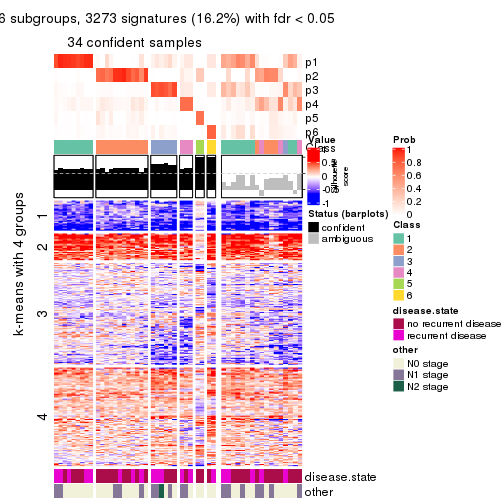 6 subgroups, 3273 signatures (16.2%) with fdr < 0.05
34 confident samples
p1
p2
p3
p4
p5
p6
Class
1
2
3
4
k-means with 4 groups
Silhouette
score
Value
1
0.5
0
-0.5
-1
Status (barplots)
confident
ambiguous
Prob
1
0.8
0.6
0.4
0.2
0
Class
1
2
3
4
5
6
disease.state
no recurrent disease
recurrent disease
other
N0 stage
N1 stage
N2 stage
disease.state
other